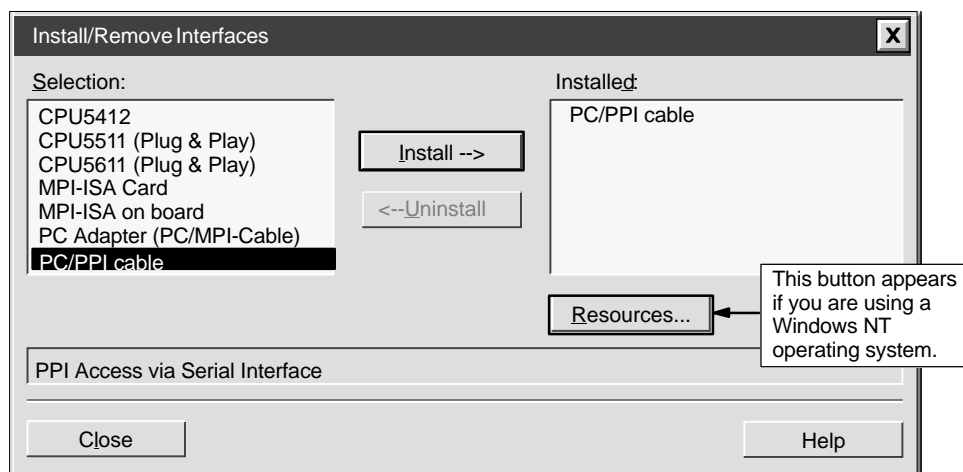 Install/Remove Interfaces
X
Selection:
Installed:
CPU5412
CPU5511 (Plug & Play)
CPU5611 (Plug & Play)
MPI-ISA Card
MPI-ISA on board
PC Adapter (PC/MPI-Cable)
PC/PPI cable
Install -->
<--Uninstall
PC/PPI cable
Resources...
This button appears
if you are using a
Windows NT
operating system.
PPI Access via Serial Interface
Close
Help